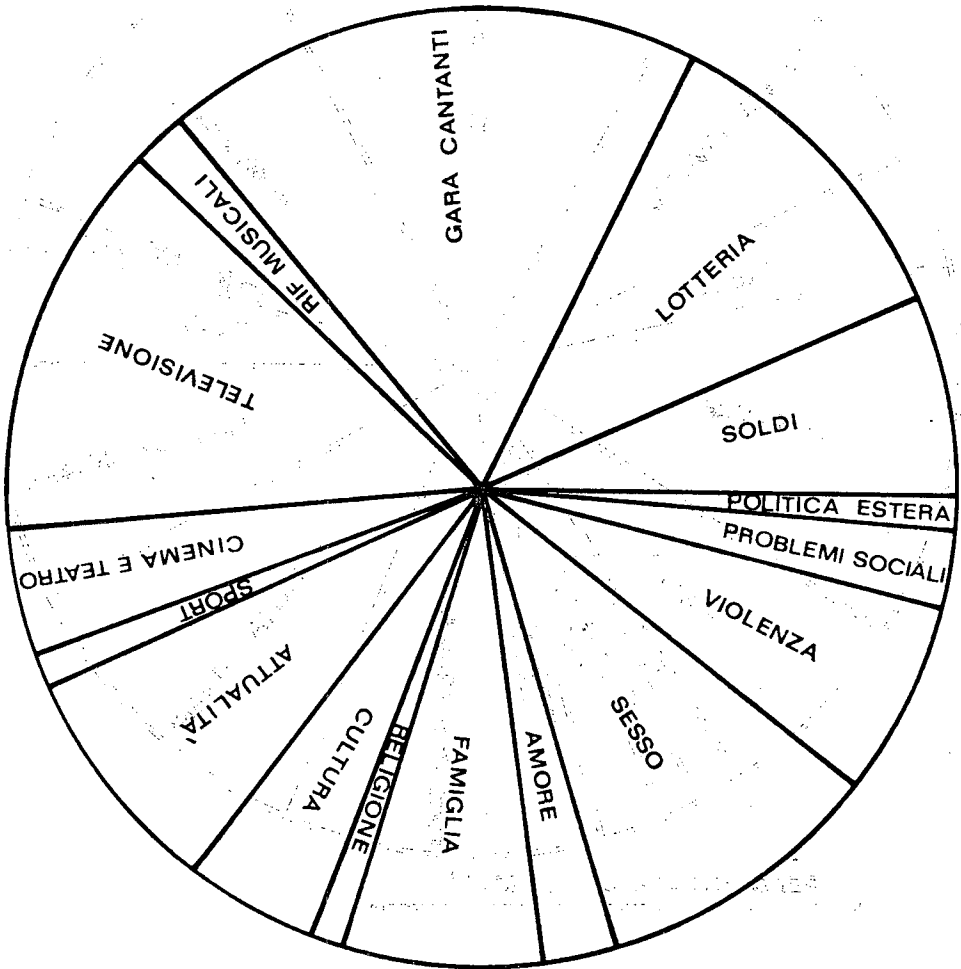 GARA CANTANTI
LOTTERIA
SOLDI
POLITICA ESTERA
PROBLEMI SOCIALI
VIOLENZA
SESSO
AMORE
FAMIGLIA
RELIGIONE
CULTURA
ATTUALITA'
SPORT
CINEMA E TEATRO
TELEVISIONE
RIF MUSICALI